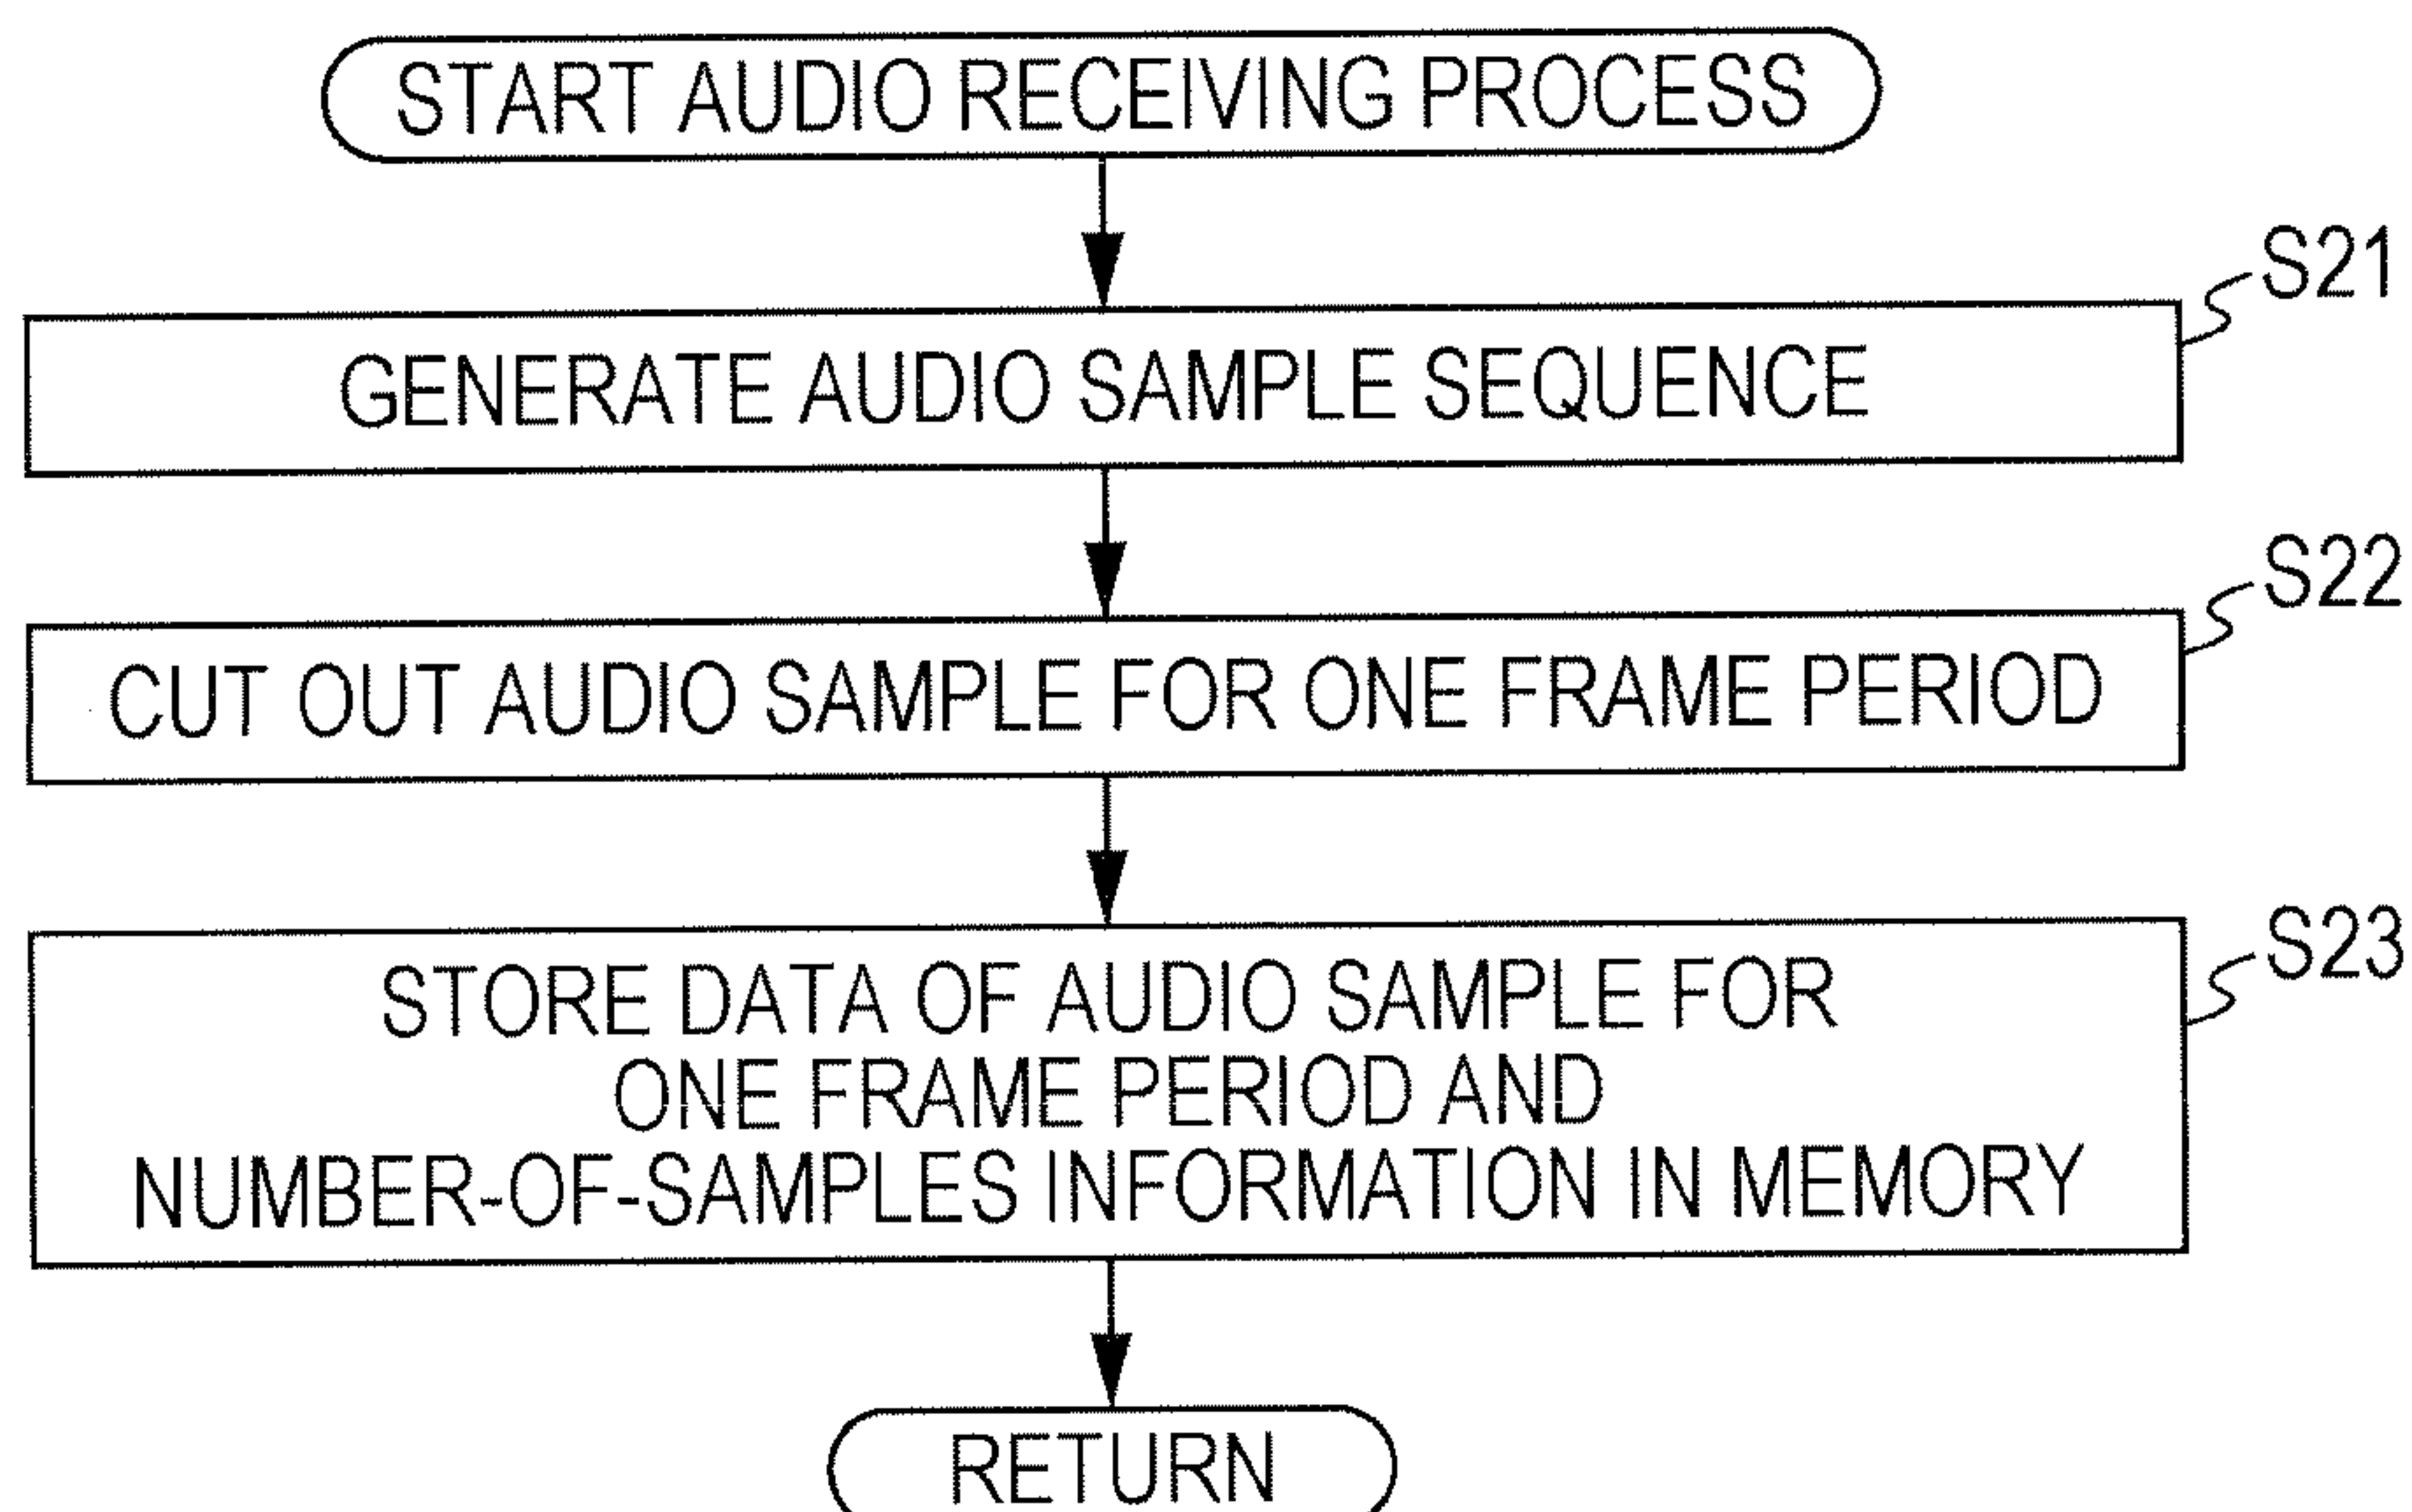 START AUDIO RECEIVING PROCESS
S21
GENERATE AUDIO SAMPLE SEQUENCE
S22
CUT OUT AUDIO SAMPLE FOR ONE FRAME PERIOD
S23
STORE DATA OF AUDIO SAMPLE FOR
ONE FRAME PERIOD AND
NUMBER-OF-SAMPLES INFORMATION IN MEMORY
RETURN